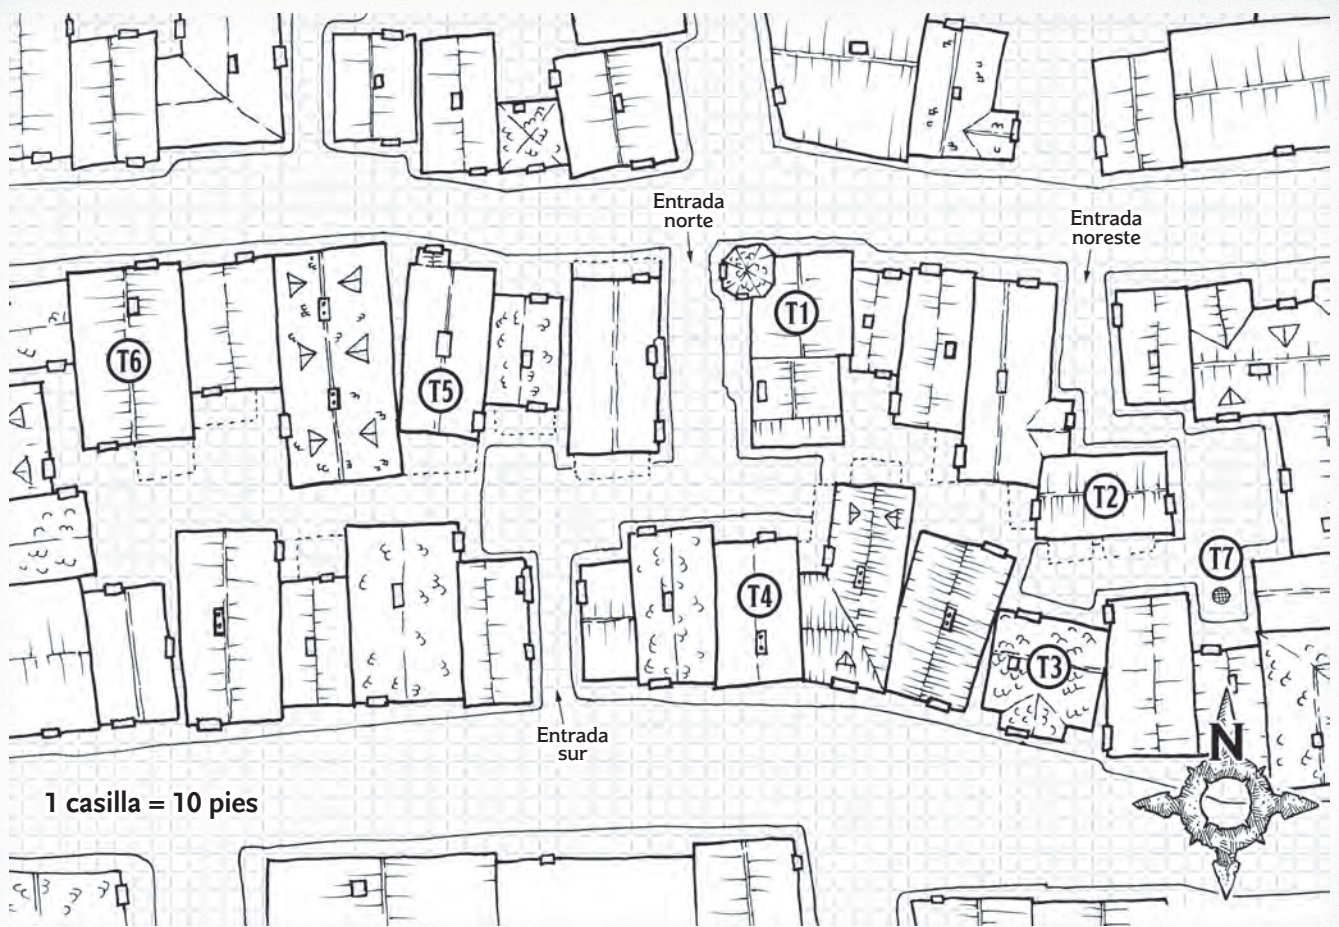 Entrada
norte
Entrada
noreste
T1
T6
T5
T2
T7
T4
T3
Entrada
sur
N
1 casilla = 10 pies